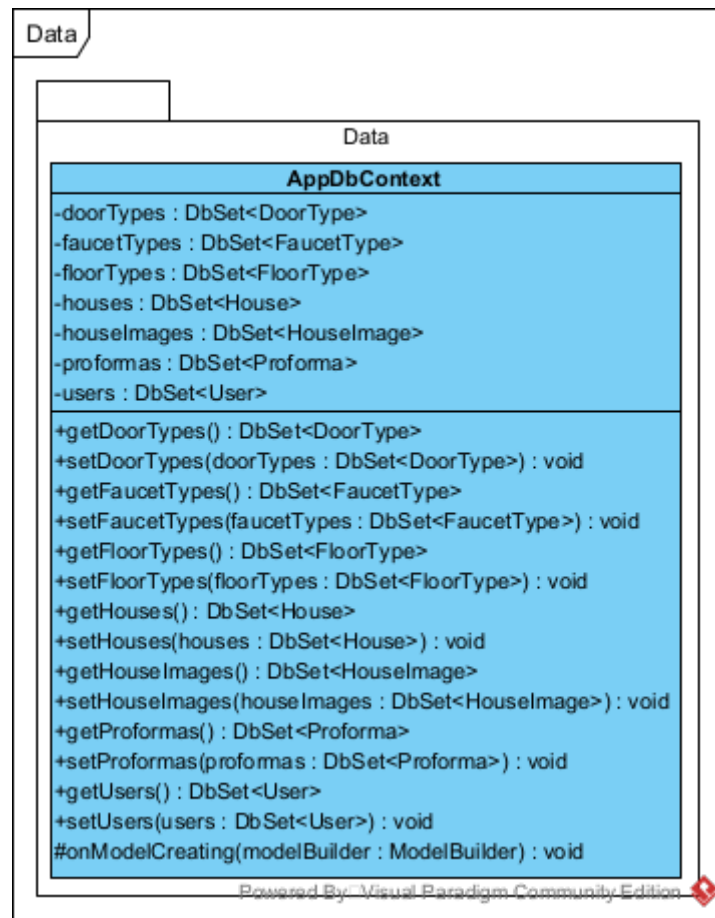 Data
Data
AppDbContext
-doorTypes : DbSet<DoorType>
-faucetTypes : DbSet<FaucetType>
-floorTypes : DbSet<FloorType>
-houses : DbSet<House>
-houseImages : DbSet<HouseImage>
-proformas : DbSet<Proforma>
-users : DbSet<User>
+getDoorTypes() : DbSet<DoorType>
+setDoorTypes(doorTypes : DbSet<DoorType>) : void
+getFaucetTypes() : DbSet<FaucetType>
+setFaucetTypes(faucetTypes : DbSet<FaucetType>) : void
+getFloorTypes() : DbSet<FloorType>
+setFloorTypes(floorTypes : DbSet<FloorType>) : void
+getHouses() : DbSet<House>
+setHouses(houses : DbSet<House>) : void
+getHouseImages() : DbSet<HouseImage>
+setHouseImages(houseImages : DbSet<HouseImage>) : void
+getProformas() : DbSet<Proforma>
+setProformas(proformas : DbSet<Proforma>) : void
+getUsers() : DbSet<User>
+setUsers(users : DbSet<User>) : void
#onModelCreating(modelBuilder : ModelBuilder) : void
Powered By Visual Paradigm Community Edition